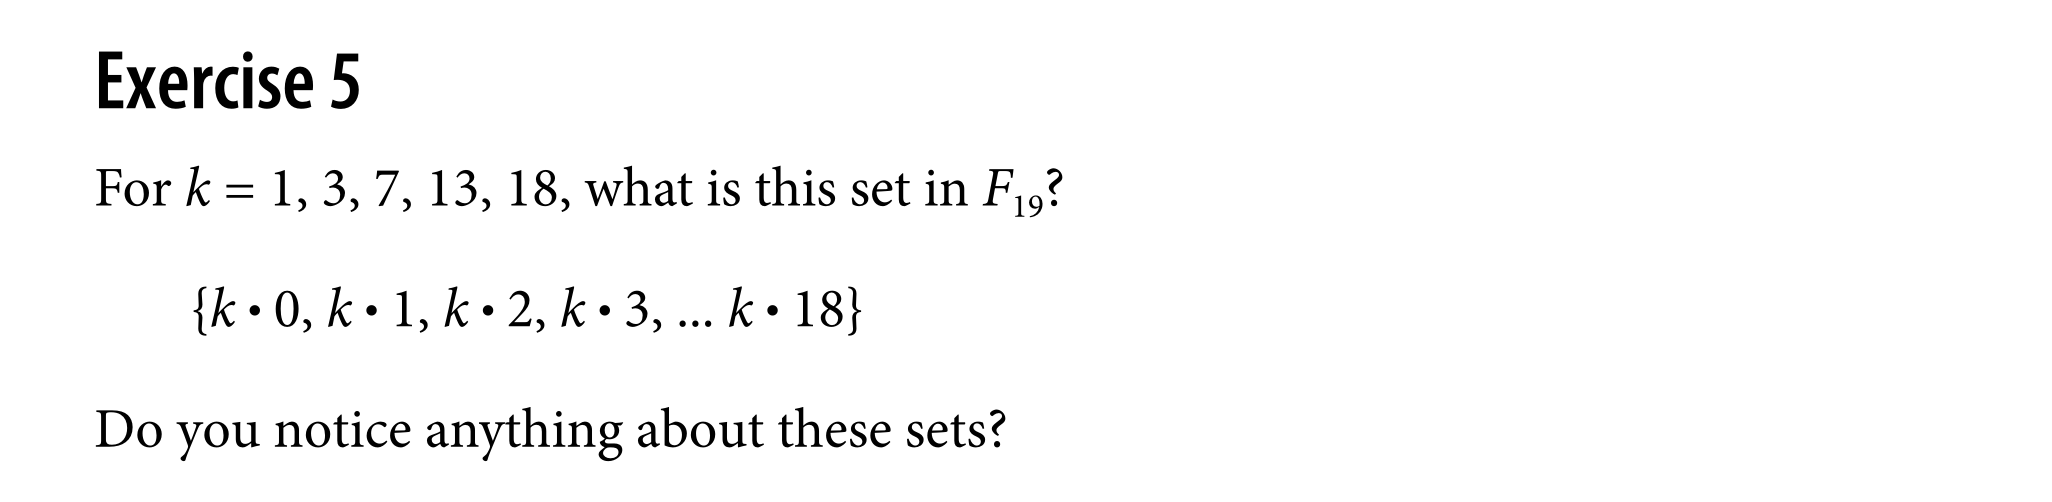 Exercise 5
For k = 1, 3, 7, 13, 18, what is this set in F₁₉?
{k · 0, k · 1, k · 2, k · 3, ... k · 18}
Do you notice anything about these sets?